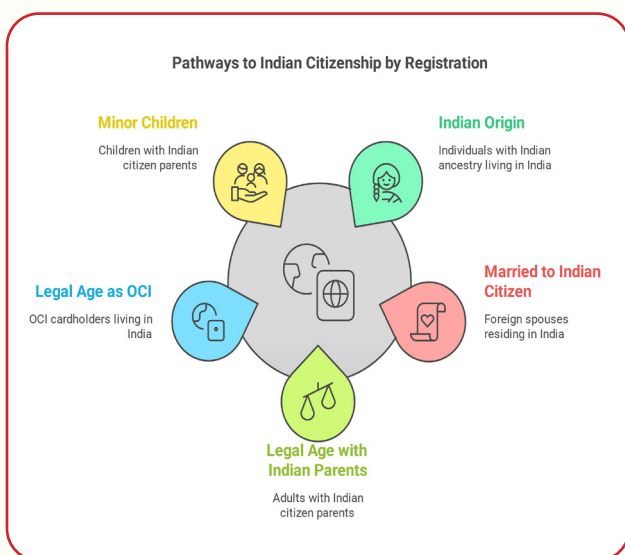 Pathways to Indian Citizenship by Registration
Minor Children
Children with Indian
citizen parents
Indian Origin
Individuals with Indian
ancestry living in India
Legal Age as OCI
OCI cardholders living in
India
Married to Indian
Citizen
Foreign spouses
residing in India
Legal Age with
Indian Parents
Adults with Indian
citizen parents